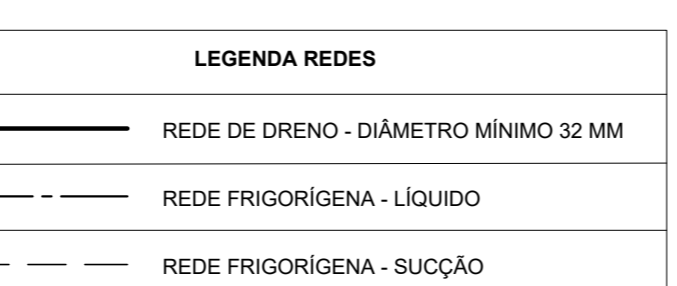 LEGENDA REDES
REDE DE DRENO - DIÂMETRO MÍNIMO 32 MM
REDE FRIGORÍGENA - LÍQUIDO
REDE FRIGORÍGENA - SUCÇÃO